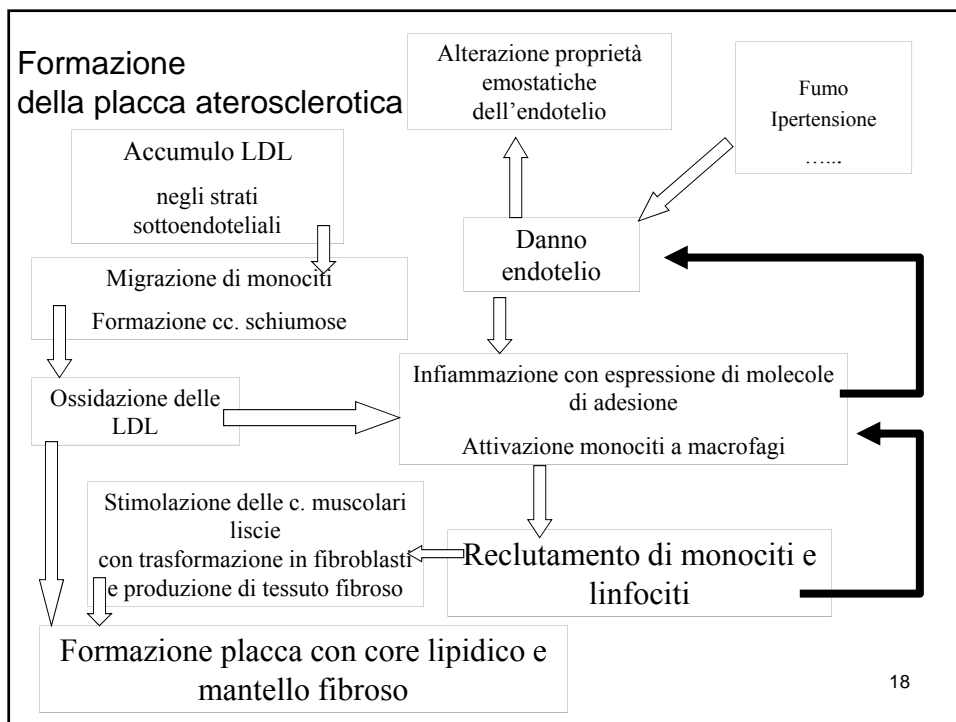 Formazione
della placca aterosclerotica
Alterazione proprietà
emostatiche
dell'endotelio
Fumo
Ipertensione
…...
Accumulo LDL
negli strati
sottoendoteliali
Danno
endotelio
Migrazione di monociti
Formazione cc. schiumose
Ossidazione delle
LDL
Infiammazione con espressione di molecole
di adesione
Attivazione monociti a macrofagi
Stimolazione delle c. muscolari
liscie
con trasformazione in fibroblasti
e produzione di tessuto fibroso
Reclutamento di monociti e
linfociti
Formazione placca con core lipidico e
mantello fibroso
18